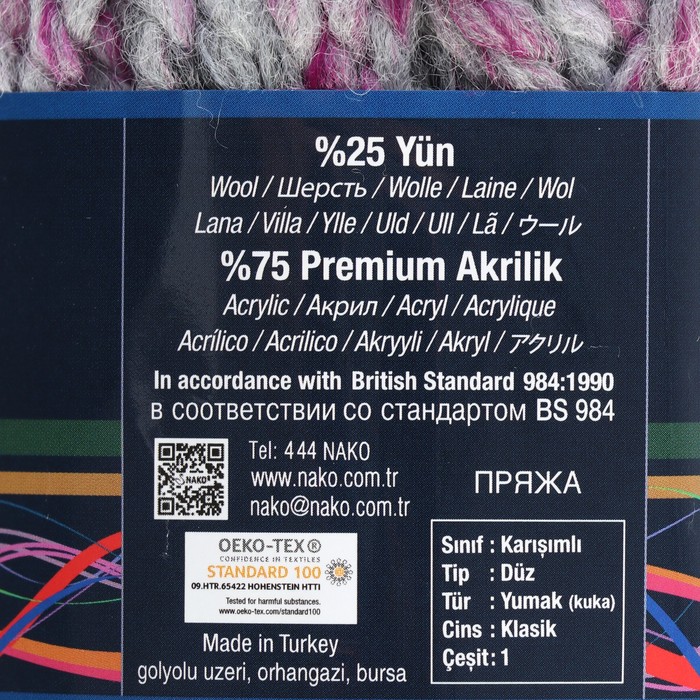 %25 Yün
Wool / Шерсть / Wolle / Laine / Wol
Lana / Villa / Ylle / Uld / Ull / Lã / ウール
%75 Premium Akrilik
Acrylic / Акрил / Acryl / Acrylique
Acrílico / Acrilico / Akryyli / Akryl / アクリル
In accordance with British Standard 984:1990
в соответствии со стандартом BS 984
NAKO
Tel: 444 NAKO
www.nako.com.tr
nako@nako.com.tr
ПРЯЖА
OEKO-TEX®
CONFIDENCE IN TEXTILES
STANDARD 100
09.HTR.65422 HOHENSTEIN HTTI
Tested for harmful substances.
www.oeko-tex.com/standard100
Made in Turkey
golyolu uzeri, orhangazi, bursa
Sınıf : Karışımlı
Tip : Düz
Tür : Yumak (kuka)
Cins : Klasik
Çeşit : 1